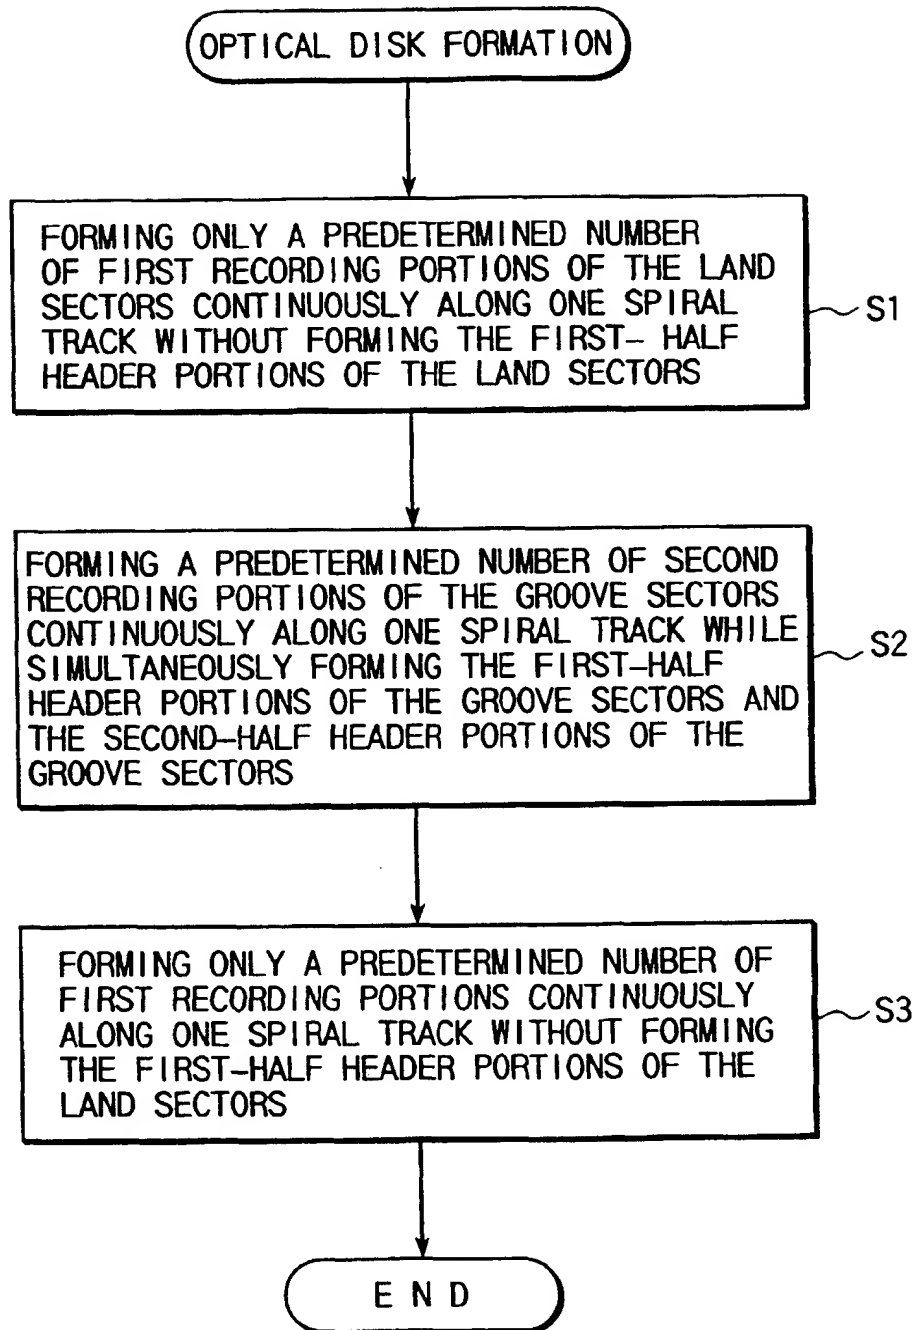 OPTICAL DISK FORMATION
FORMING ONLY A PREDETERMINED NUMBER
OF FIRST RECORDING PORTIONS OF THE LAND
SECTORS CONTINUOUSLY ALONG ONE SPIRAL
TRACK WITHOUT FORMING THE FIRST- HALF
HEADER PORTIONS OF THE LAND SECTORS
S1
FORMING A PREDETERMINED NUMBER OF SECOND
RECORDING PORTIONS OF THE GROOVE SECTORS
CONTINUOUSLY ALONG ONE SPIRAL TRACK WHILE
SIMULTANEOUSLY FORMING THE FIRST-HALF
HEADER PORTIONS OF THE GROOVE SECTORS AND
THE SECOND-HALF HEADER PORTIONS OF THE
GROOVE SECTORS
S2
FORMING ONLY A PREDETERMINED NUMBER OF
FIRST RECORDING PORTIONS CONTINUOUSLY
ALONG ONE SPIRAL TRACK WITHOUT FORMING
THE FIRST-HALF HEADER PORTIONS OF THE
LAND SECTORS
S3
END